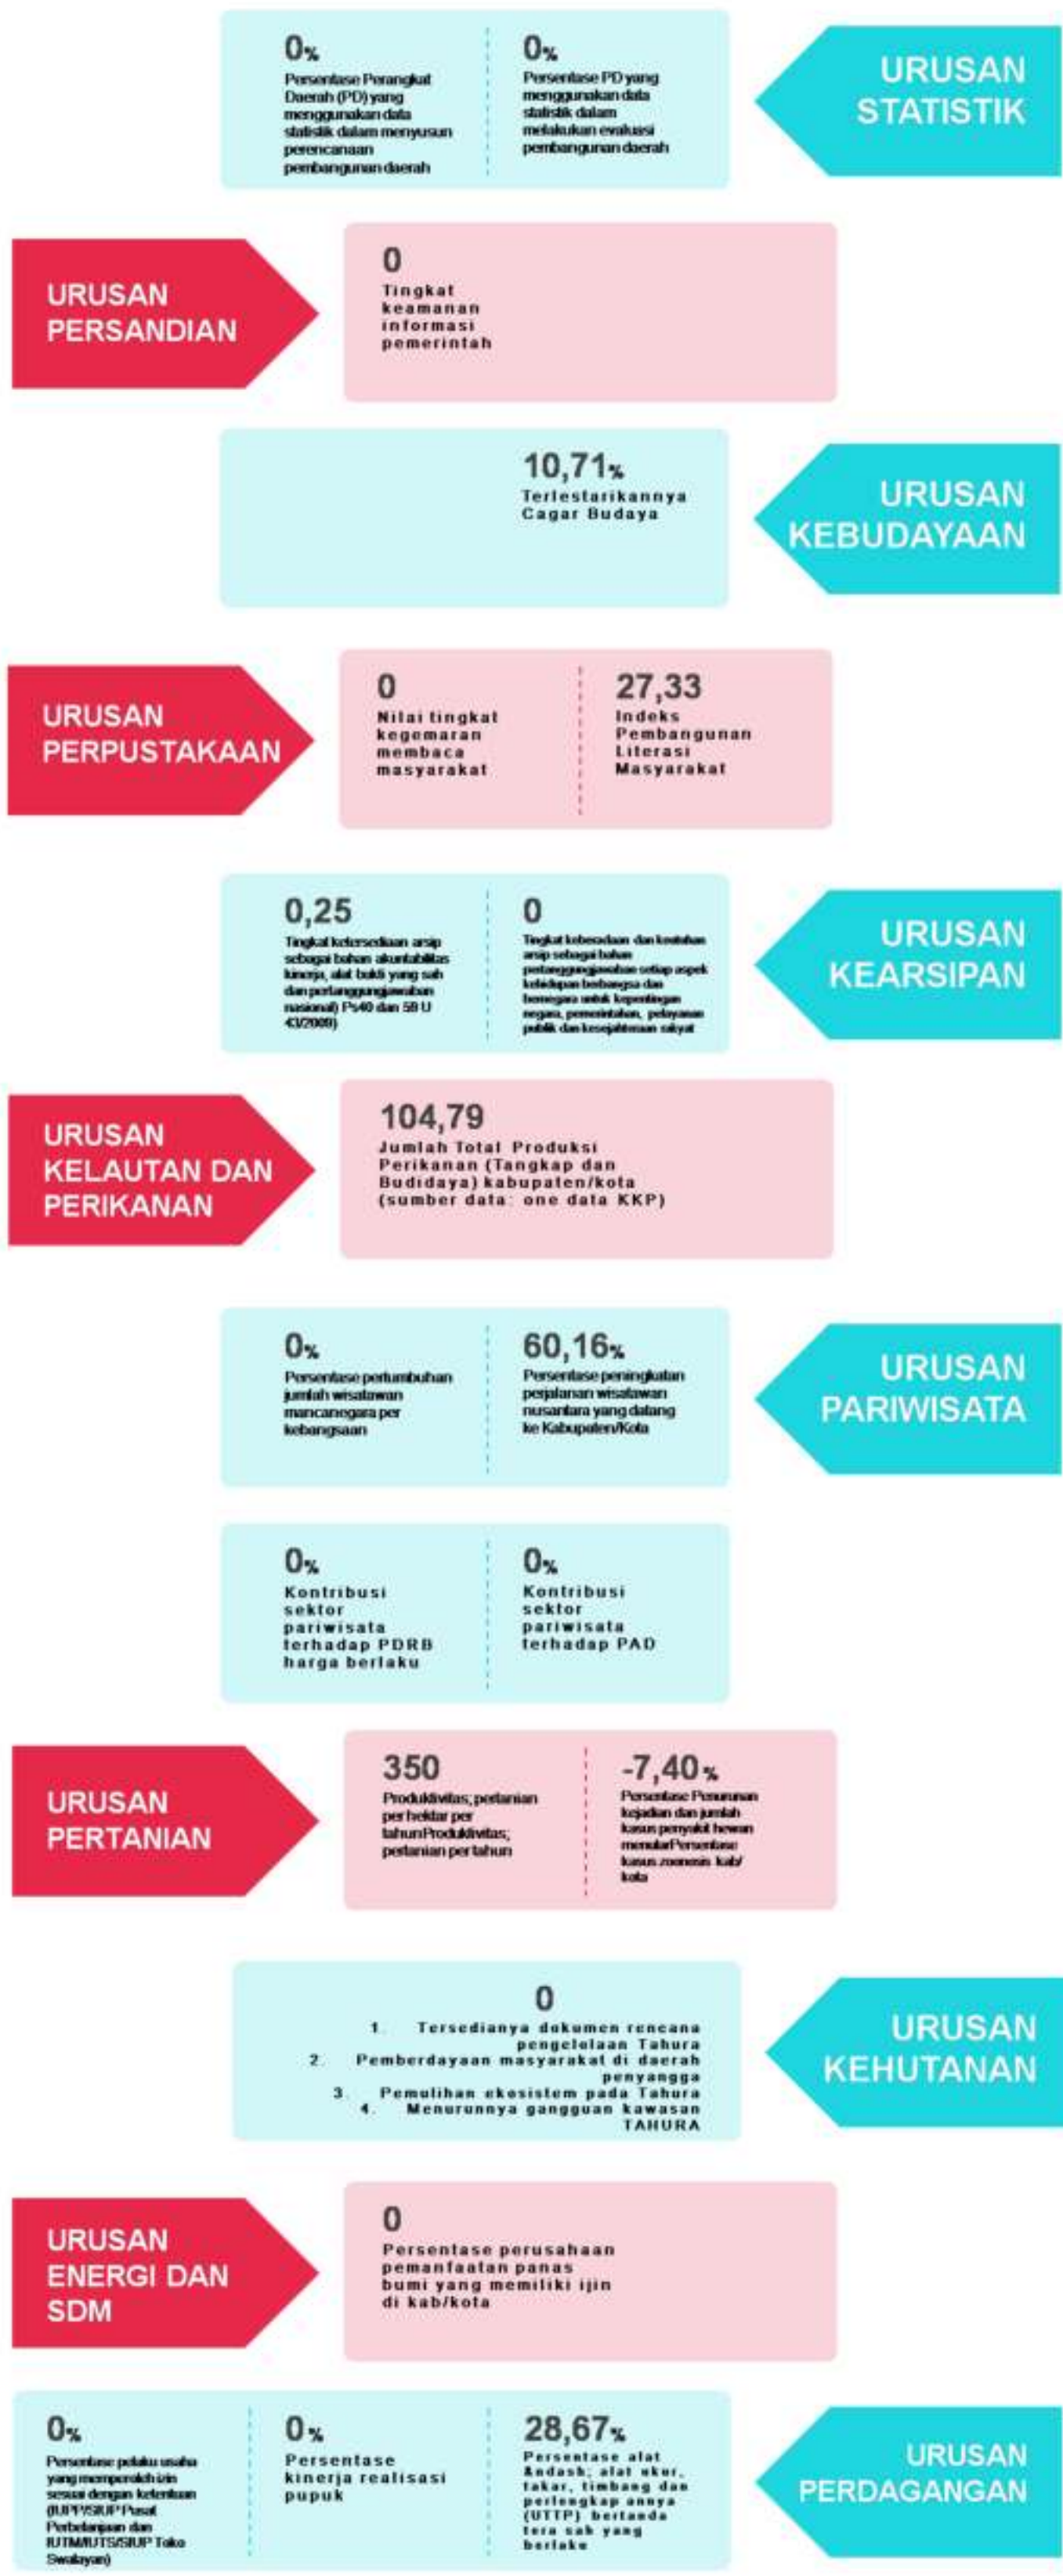 0%
Persentase Perangkat
Daerah (PD) yang
menggunakan data
statistik dalam menyusun
perencanaan
pembangunan daerah
0%
Persentase PD yang
menggunakan data
statistik dalam
melakukan evaluasi
pembangunan daerah
URUSAN
STATISTIK
URUSAN
PERSANDIAN
0
Tingkat
keamanan
informasi
pemerintah
10,71%
Terlestarikannya
Cagar Budaya
URUSAN
KEBUDAYAAN
URUSAN
PERPUSTAKAAN
0
Nilai tingkat
kegemaran
membaca
masyarakat
27,33
Indeks
Pembangunan
Literasi
Masyarakat
0,25
Tingkat ketersediaan arsip
sebagai bahan akuntabilitas
kinerja, alat bukti yang sah
dan pertanggungjawaban
nasional) Ps40 dan 59 U
43/2009)
0
Tingkat keberadaan dan keutuhan
arsip sebagai bahan
pertanggungjawaban setiap aspek
kehidupan berbangsa dan
bernegara untuk kepentingan
negara, pemerintahan, pelayanan
publik dan kesejahteraan rakyat
URUSAN
KEARSIPAN
URUSAN
KELAUTAN DAN
PERIKANAN
104,79
Jumlah Total Produksi
Perikanan (Tangkap dan
Budidaya) kabupaten/kota
(sumber data: one data KKP)
0%
Persentase pertumbuhan
jumlah wisatawan
mancanegara per
kebangsaan
60,16%
Persentase peningkatan
perjalanan wisatawan
nusantara yang datang
ke Kabupaten/Kota
URUSAN
PARIWISATA
0%
Kontribusi
sektor
pariwisata
terhadap PDRB
harga berlaku
0%
Kontribusi
sektor
pariwisata
terhadap PAD
URUSAN
PERTANIAN
350
Produktivitas; pertanian
per hektar per
tahunProduktivitas;
pertanian per tahun
-7,40%
Persentase Penurunan
kejadian dan jumlah
kasus penyakit hewan
menularPersentase
kasus zoonosis kab/
kota
0
1. Tersedianya dokumen rencana
pengelolaan Tahura
2. Pemberdayaan masyarakat di daerah
penyangga
3. Pemulihan ekosistem pada Tahura
4. Menurunnya gangguan kawasan
TAHURA
URUSAN
KEHUTANAN
URUSAN
ENERGI DAN
SDM
0
Persentase perusahaan
pemanfaatan panas
bumi yang memiliki ijin
di kab/kota
0%
Persentase pelaku usaha
yang memperoleh izin
sesuai dengan ketentuan
(IUPP/SIUP Pusat
Perbelanjaan dan
IUTM/IUTS/SIUP Toko
Swalayan)
0%
Persentase
kinerja realisasi
pupuk
28,67%
Persentase alat
&ndash; alat ukur,
takar, timbang dan
perlengkap annya
(UTTP) bertanda
tera sah yang
berlaku
URUSAN
PERDAGANGAN